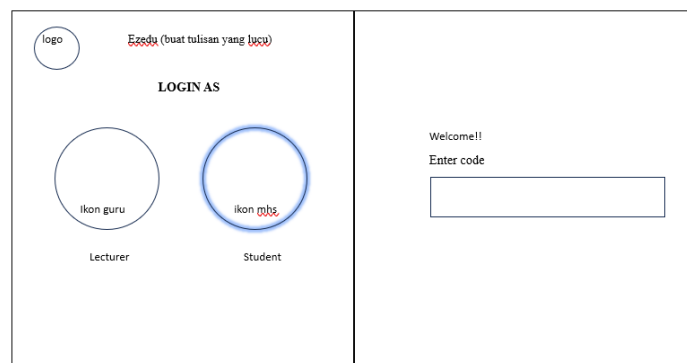 logo
Ezedu (buat tulisan yang lucu)
LOGIN AS
Ikon guru
ikon mhs
Lecturer
Student
Welcome!!
Enter code